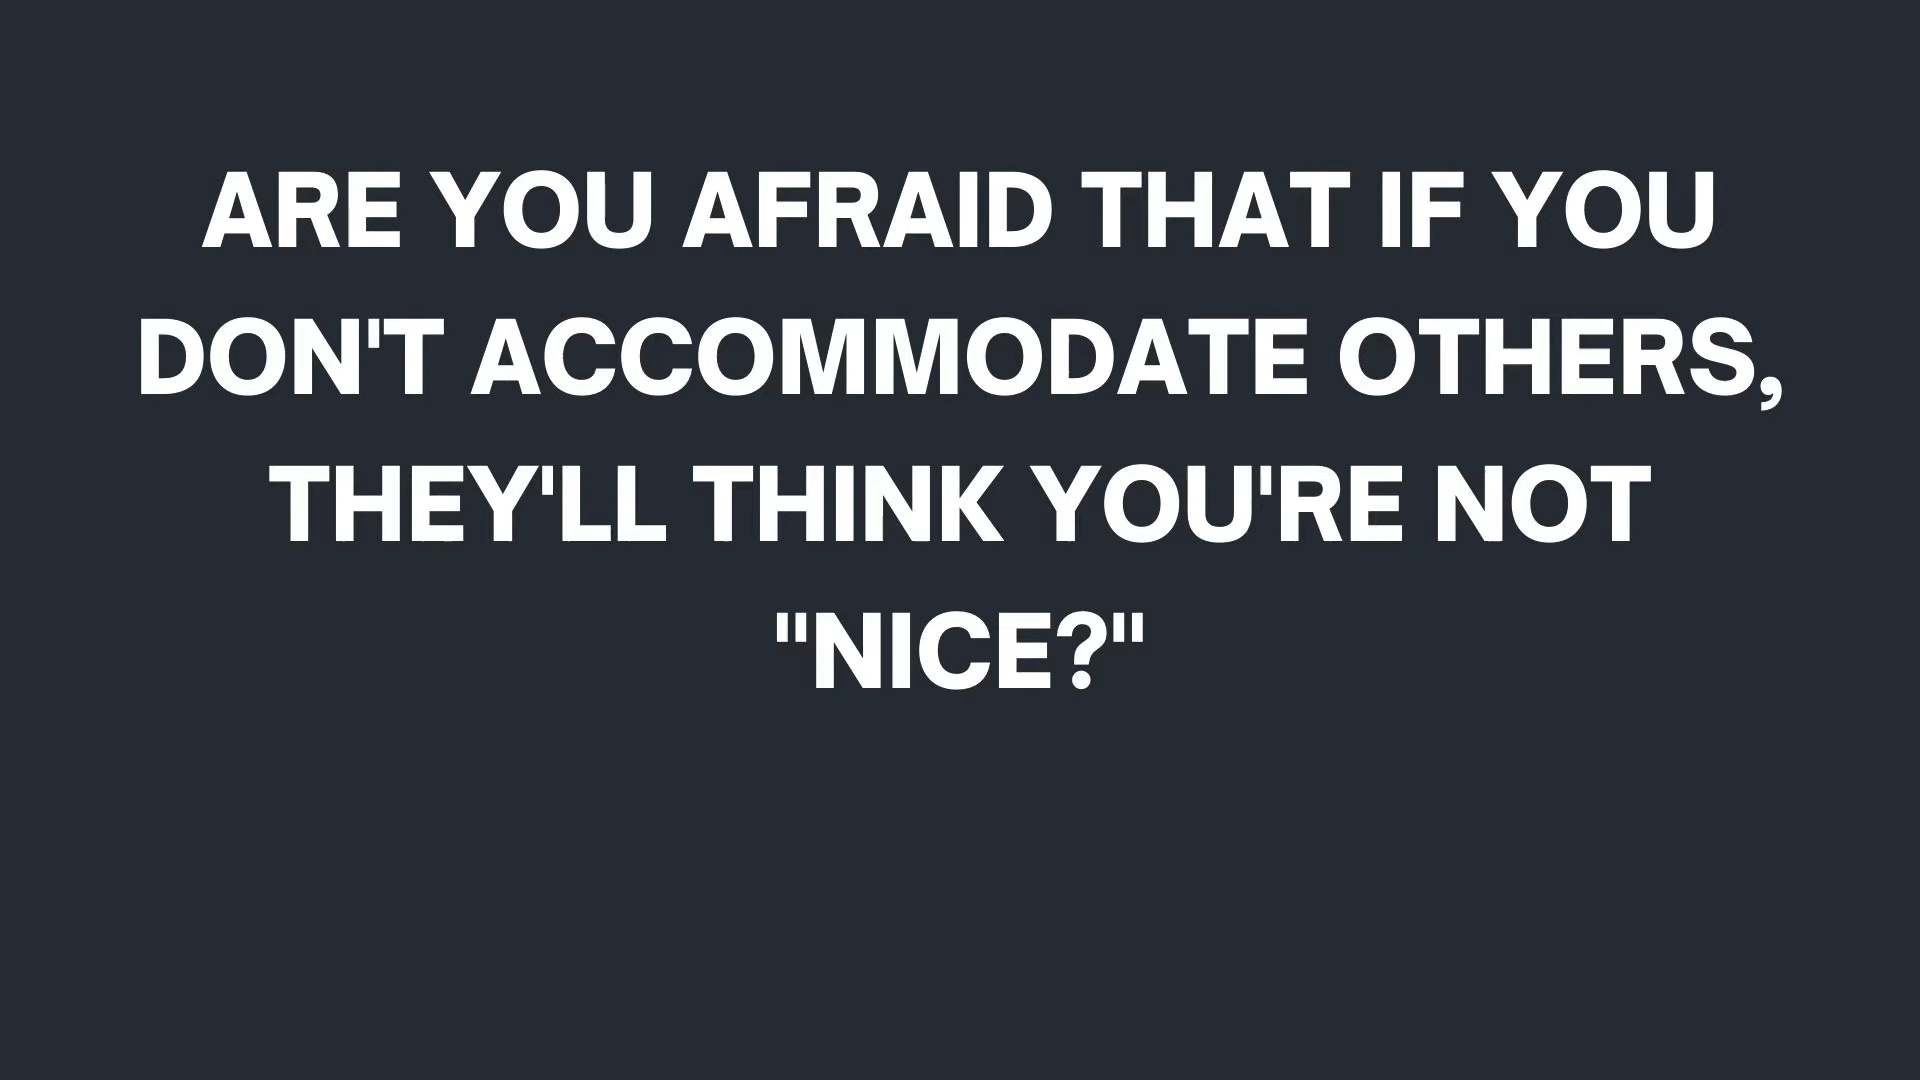 ARE YOU AFRAID THAT IF YOU
DON'T ACCOMMODATE OTHERS,
THEY'LL THINK YOU'RE NOT
"NICE?"